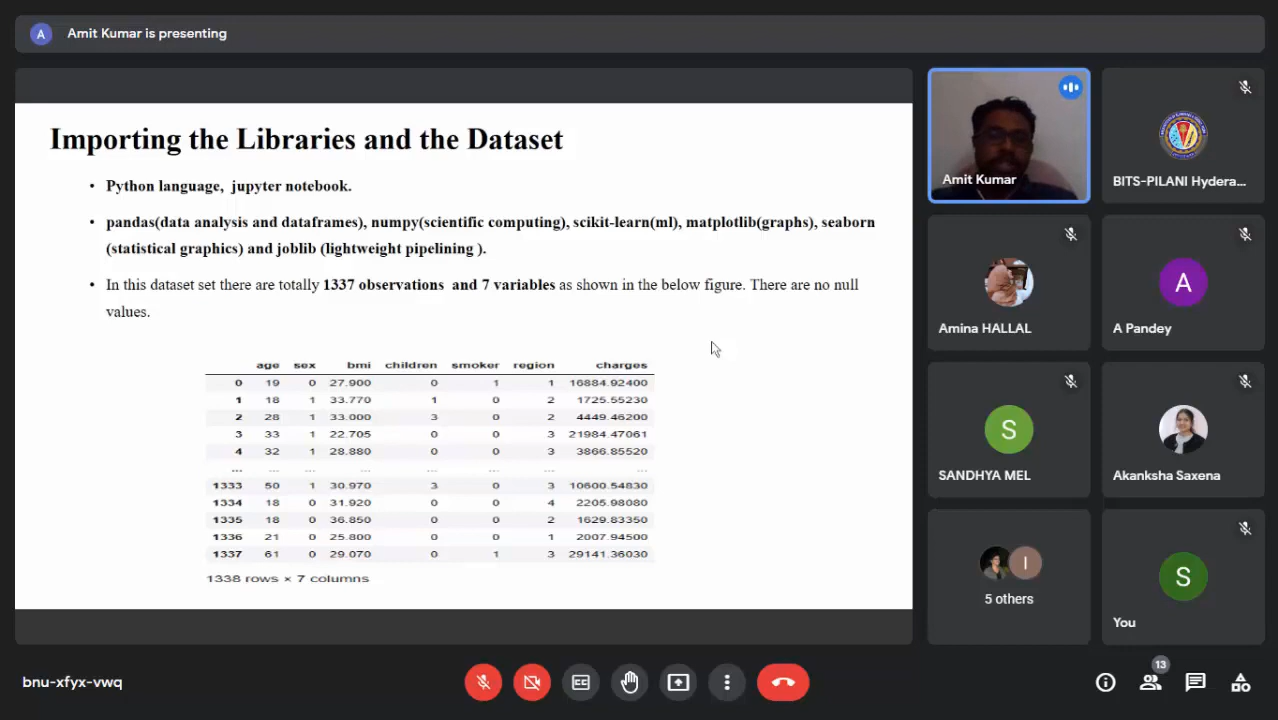 A
Amit Kumar is presenting
Importing the Libraries and the Dataset
• Python language, jupyter notebook.
• pandas(data analysis and dataframes), numpy(scientific computing), scikit-learn(ml), matplotlib(graphs), seaborn
(statistical graphics) and joblib (lightweight pipelining ).
• In this dataset set there are totally 1337 observations and 7 variables as shown in the below figure. There are no null
values.
age sex bmi children smoker region charges
0 19 0 27.900 0 1 1 16884.92400
1 18 1 33.770 1 0 2 1725.55230
2 28 1 33.000 3 0 2 4449.46200
3 33 1 22.705 0 0 3 21984.47061
4 32 1 28.880 0 0 3 3866.85520
... ... ... ... ... ... ... ...
1333 50 1 30.970 3 0 3 10600.54830
1334 18 0 31.920 0 0 4 2205.98080
1335 18 0 36.850 0 0 2 1629.83350
1336 21 0 25.800 0 0 1 2007.94500
1337 61 0 29.070 0 1 3 29141.36030
1338 rows × 7 columns
Amit Kumar
BITS-PILANI Hydera...
Amina HALLAL
A
A Pandey
S
SANDHYA MEL
Akanksha Saxena
I
5 others
S
You
bnu-xfyx-vwq
CC
13